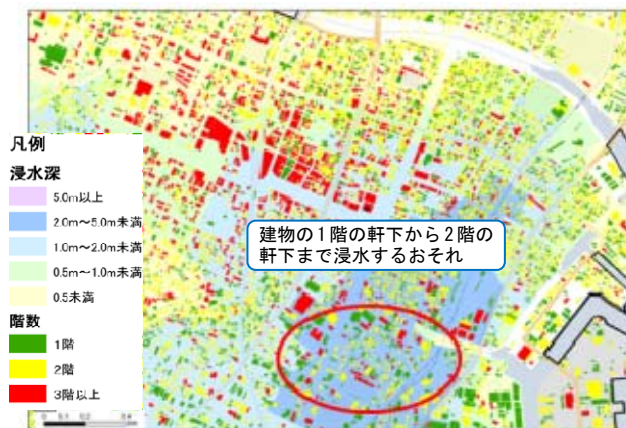 凡例
浸水深
5.0m以上
2.0m～5.0m未満
1.0m～2.0m未満
0.5m～1.0m未満
0.5未満
階数
1階
2階
3階以上
建物の1階の軒下から2階の
軒下まで浸水するおそれ